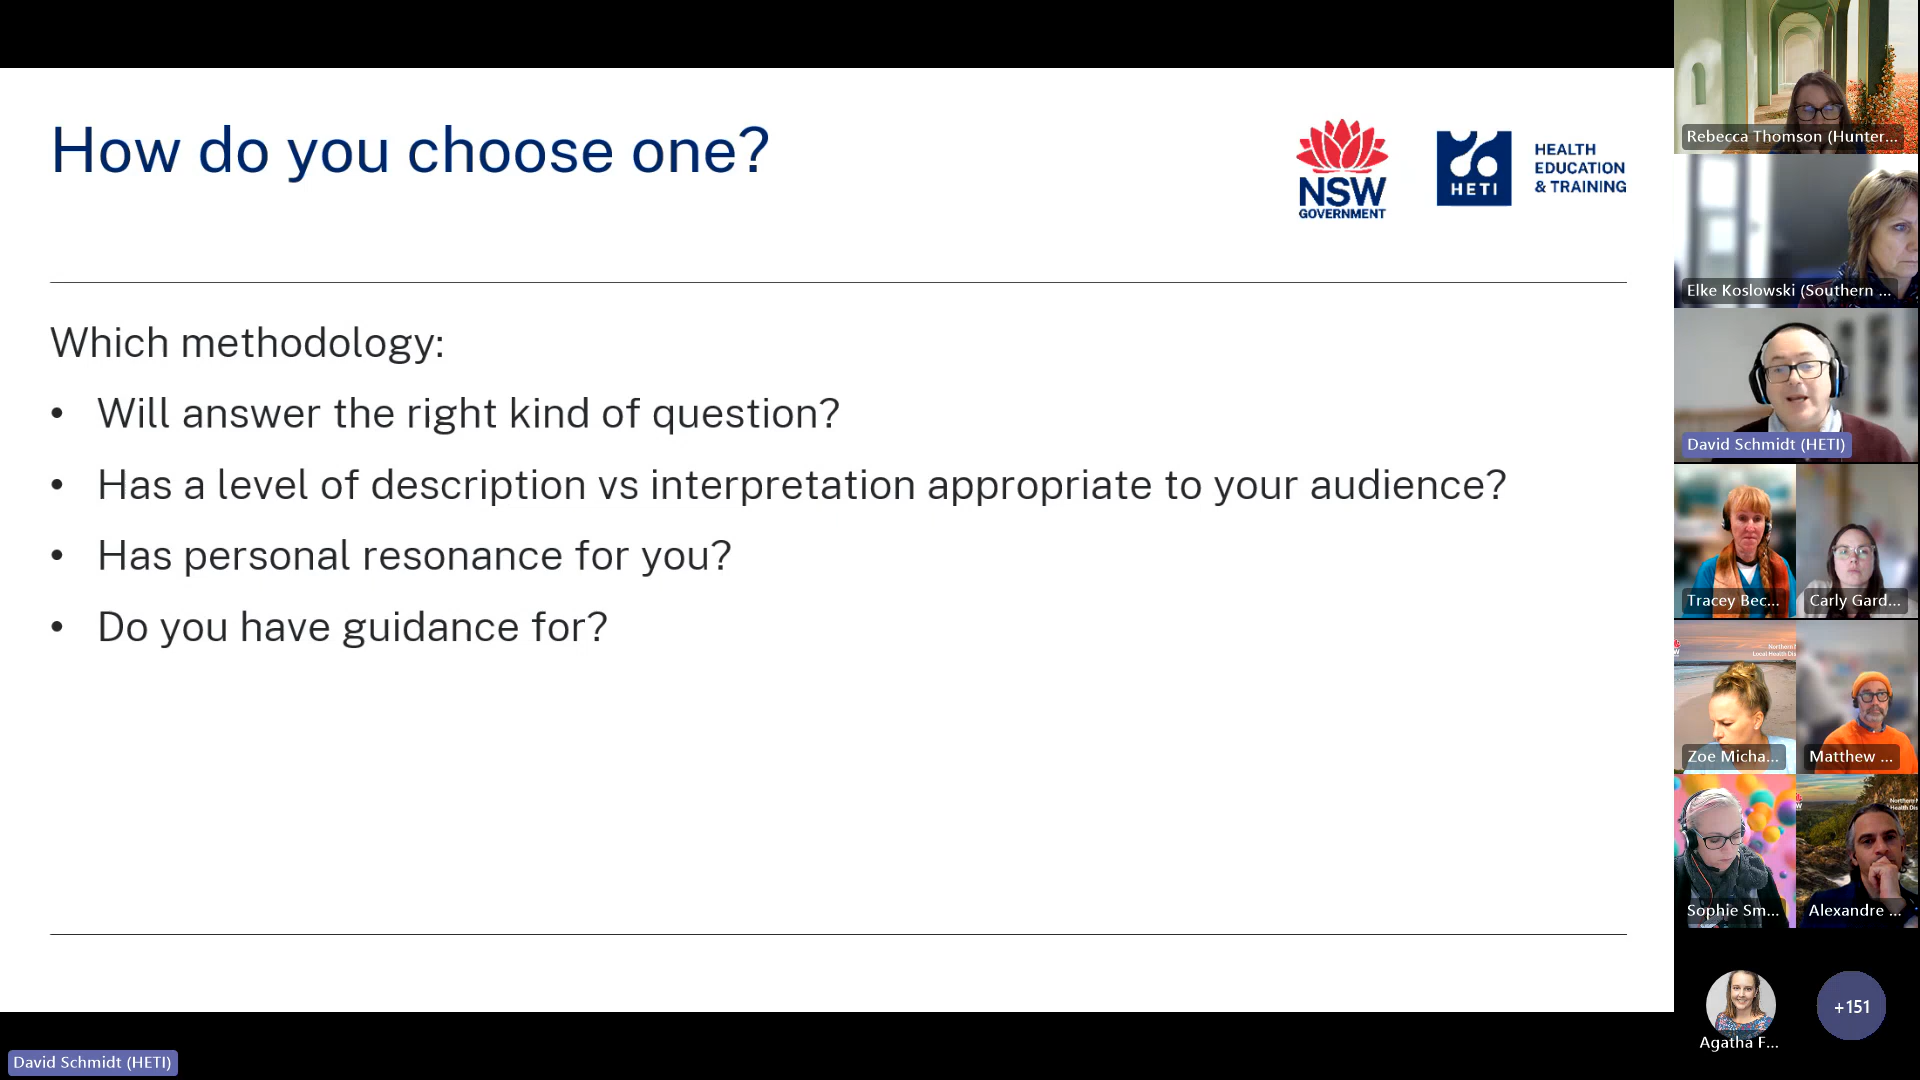 How do you choose one?
NSW
GOVERNMENT
HETI
HEALTH
EDUCATION
& TRAINING
Which methodology:
• Will answer the right kind of question?
• Has a level of description vs interpretation appropriate to your audience?
• Has personal resonance for you?
• Do you have guidance for?
David Schmidt (HETI)
Rebecca Thomson (Hunter...
Elke Koslowski (Southern ...
David Schmidt (HETI)
Tracey Bec...
Carly Gard...
Zoe Micha...
Matthew ...
Sophie Sm...
Alexandre ...
Agatha F...
+151